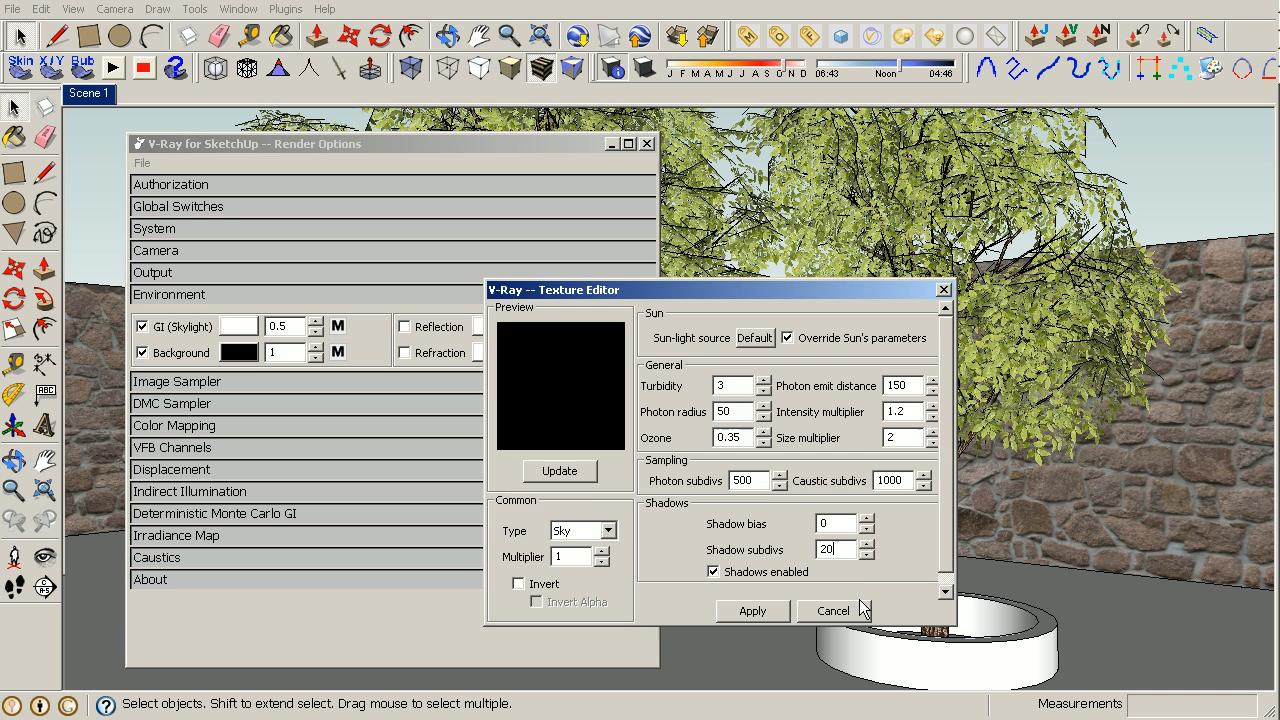 File Edit View Camera Draw Tools Window Plugins Help
Skin X/Y Bub
J F M A M J J A S O N D 06:43 Noon 04:46
Scene 1
V-Ray for SketchUp -- Render Options
File
Authorization
Global Switches
System
Camera
Output
Environment
GI (Skylight) 0.5 M Reflection
Background 1 M Refraction
Image Sampler
DMC Sampler
Color Mapping
VFB Channels
Displacement
Indirect Illumination
Deterministic Monte Carlo GI
Irradiance Map
Caustics
About
V-Ray -- Texture Editor
Preview
Update
Common
Type Sky
Multiplier 1
Invert
Invert Alpha
Sun
Sun-light source Default Override Sun's parameters
General
Turbidity 3 Photon emit distance 150
Photon radius 50 Intensity multiplier 1.2
Ozone 0.35 Size multiplier 2
Sampling
Photon subdivs 500 Caustic subdivs 1000
Shadows
Shadow bias 0
Shadow subdivs 20
Shadows enabled
Apply Cancel
ABC
Select objects. Shift to extend select. Drag mouse to select multiple. Measurements